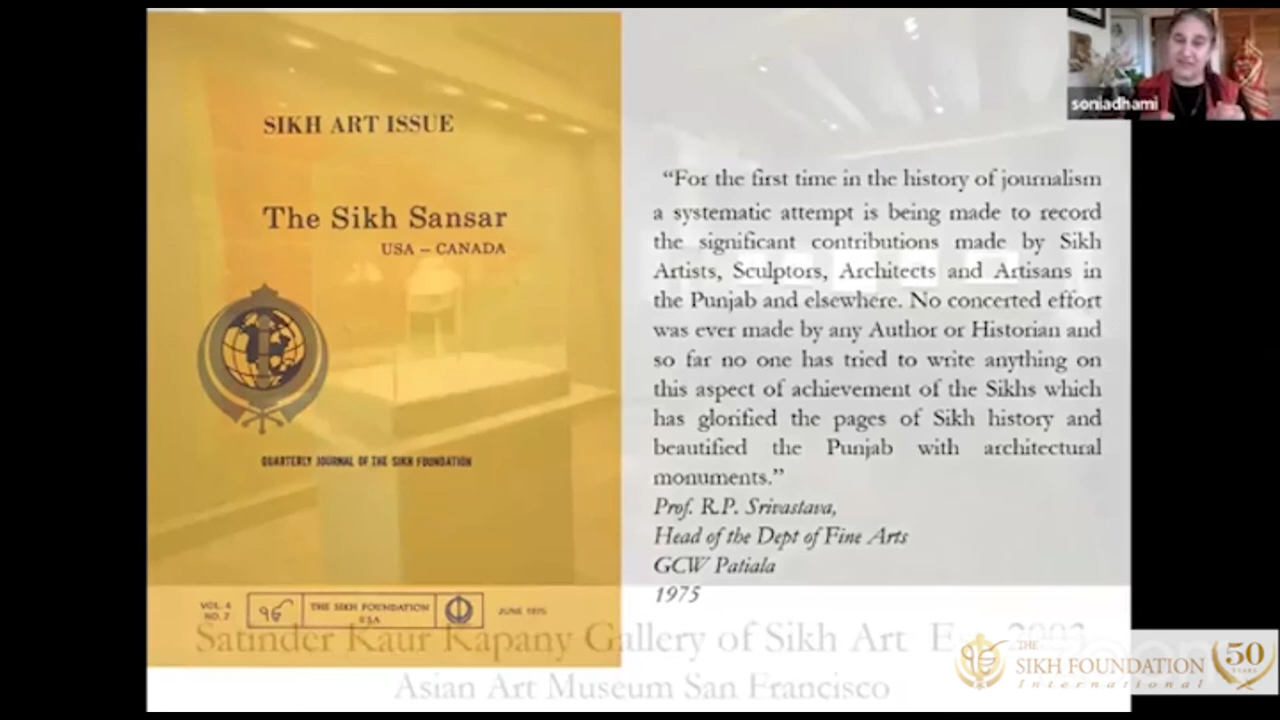 SIKH ART ISSUE
The Sikh Sansar
USA – CANADA
QUARTERLY JOURNAL OF THE SIKH FOUNDATION
VOL. 4
NO. 2
ੴ
THE SIKH FOUNDATION
USA
JUNE 1975
“For the first time in the history of journalism
a systematic attempt is being made to record
the significant contributions made by Sikh
Artists, Sculptors, Architects and Artisans in
the Punjab and elsewhere. No concerted effort
was ever made by any Author or Historian and
so far no one has tried to write anything on
this aspect of achievement of the Sikhs which
has glorified the pages of Sikh history and
beautified the Punjab with architectural
monuments.”
Prof. R.P. Srivastava,
Head of the Dept of Fine Arts
GCW Patiala
1975
Satinder Kaur Kapany Gallery of Sikh Art Est. 2003
Asian Art Museum San Francisco
soniadhami
THE
SIKH FOUNDATION
International
50
YEARS